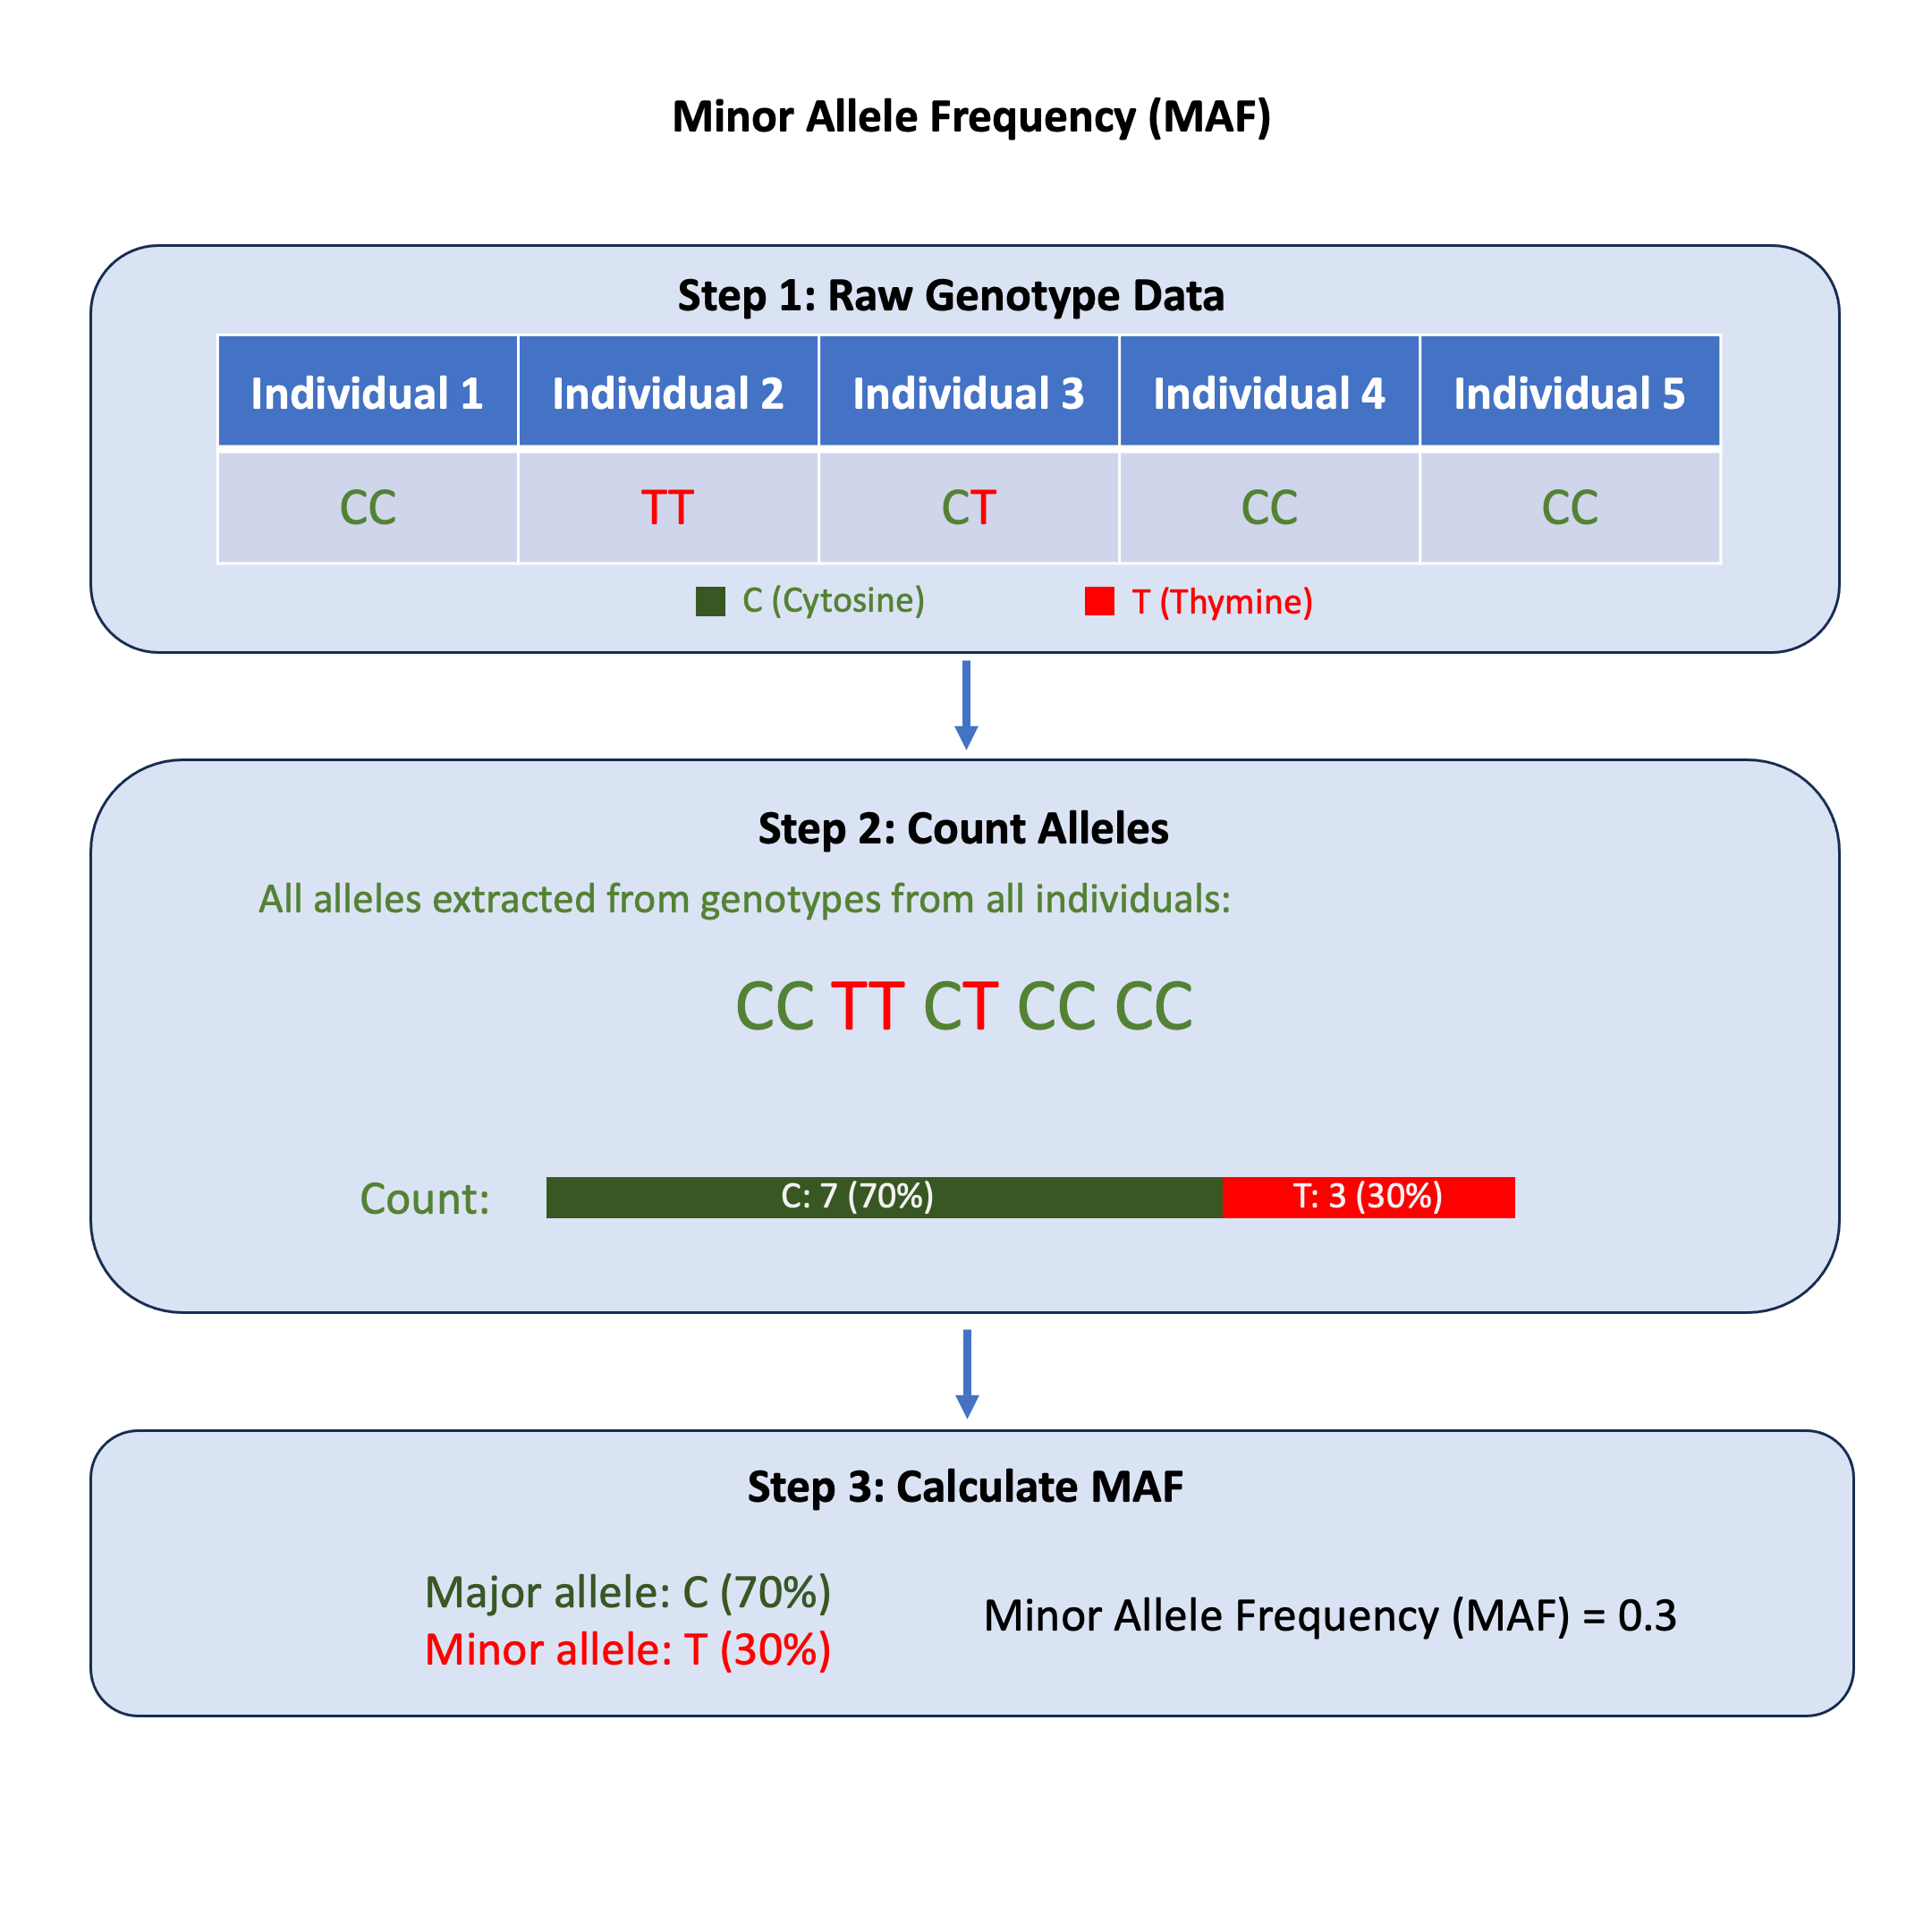 Minor Allele Frequency (MAF)
Step 1: Raw Genotype Data
Individual 1 Individual 2 Individual 3 Individual 4 Individual 5
CC TT CT CC CC
C (Cytosine) T (Thymine)
Step 2: Count Alleles
All alleles extracted from genotypes from all individuals:
CC TT CT CC CC
Count: C: 7 (70%) T: 3 (30%)
Step 3: Calculate MAF
Major allele: C (70%)
Minor allele: T (30%)
Minor Allele Frequency (MAF) = 0.3